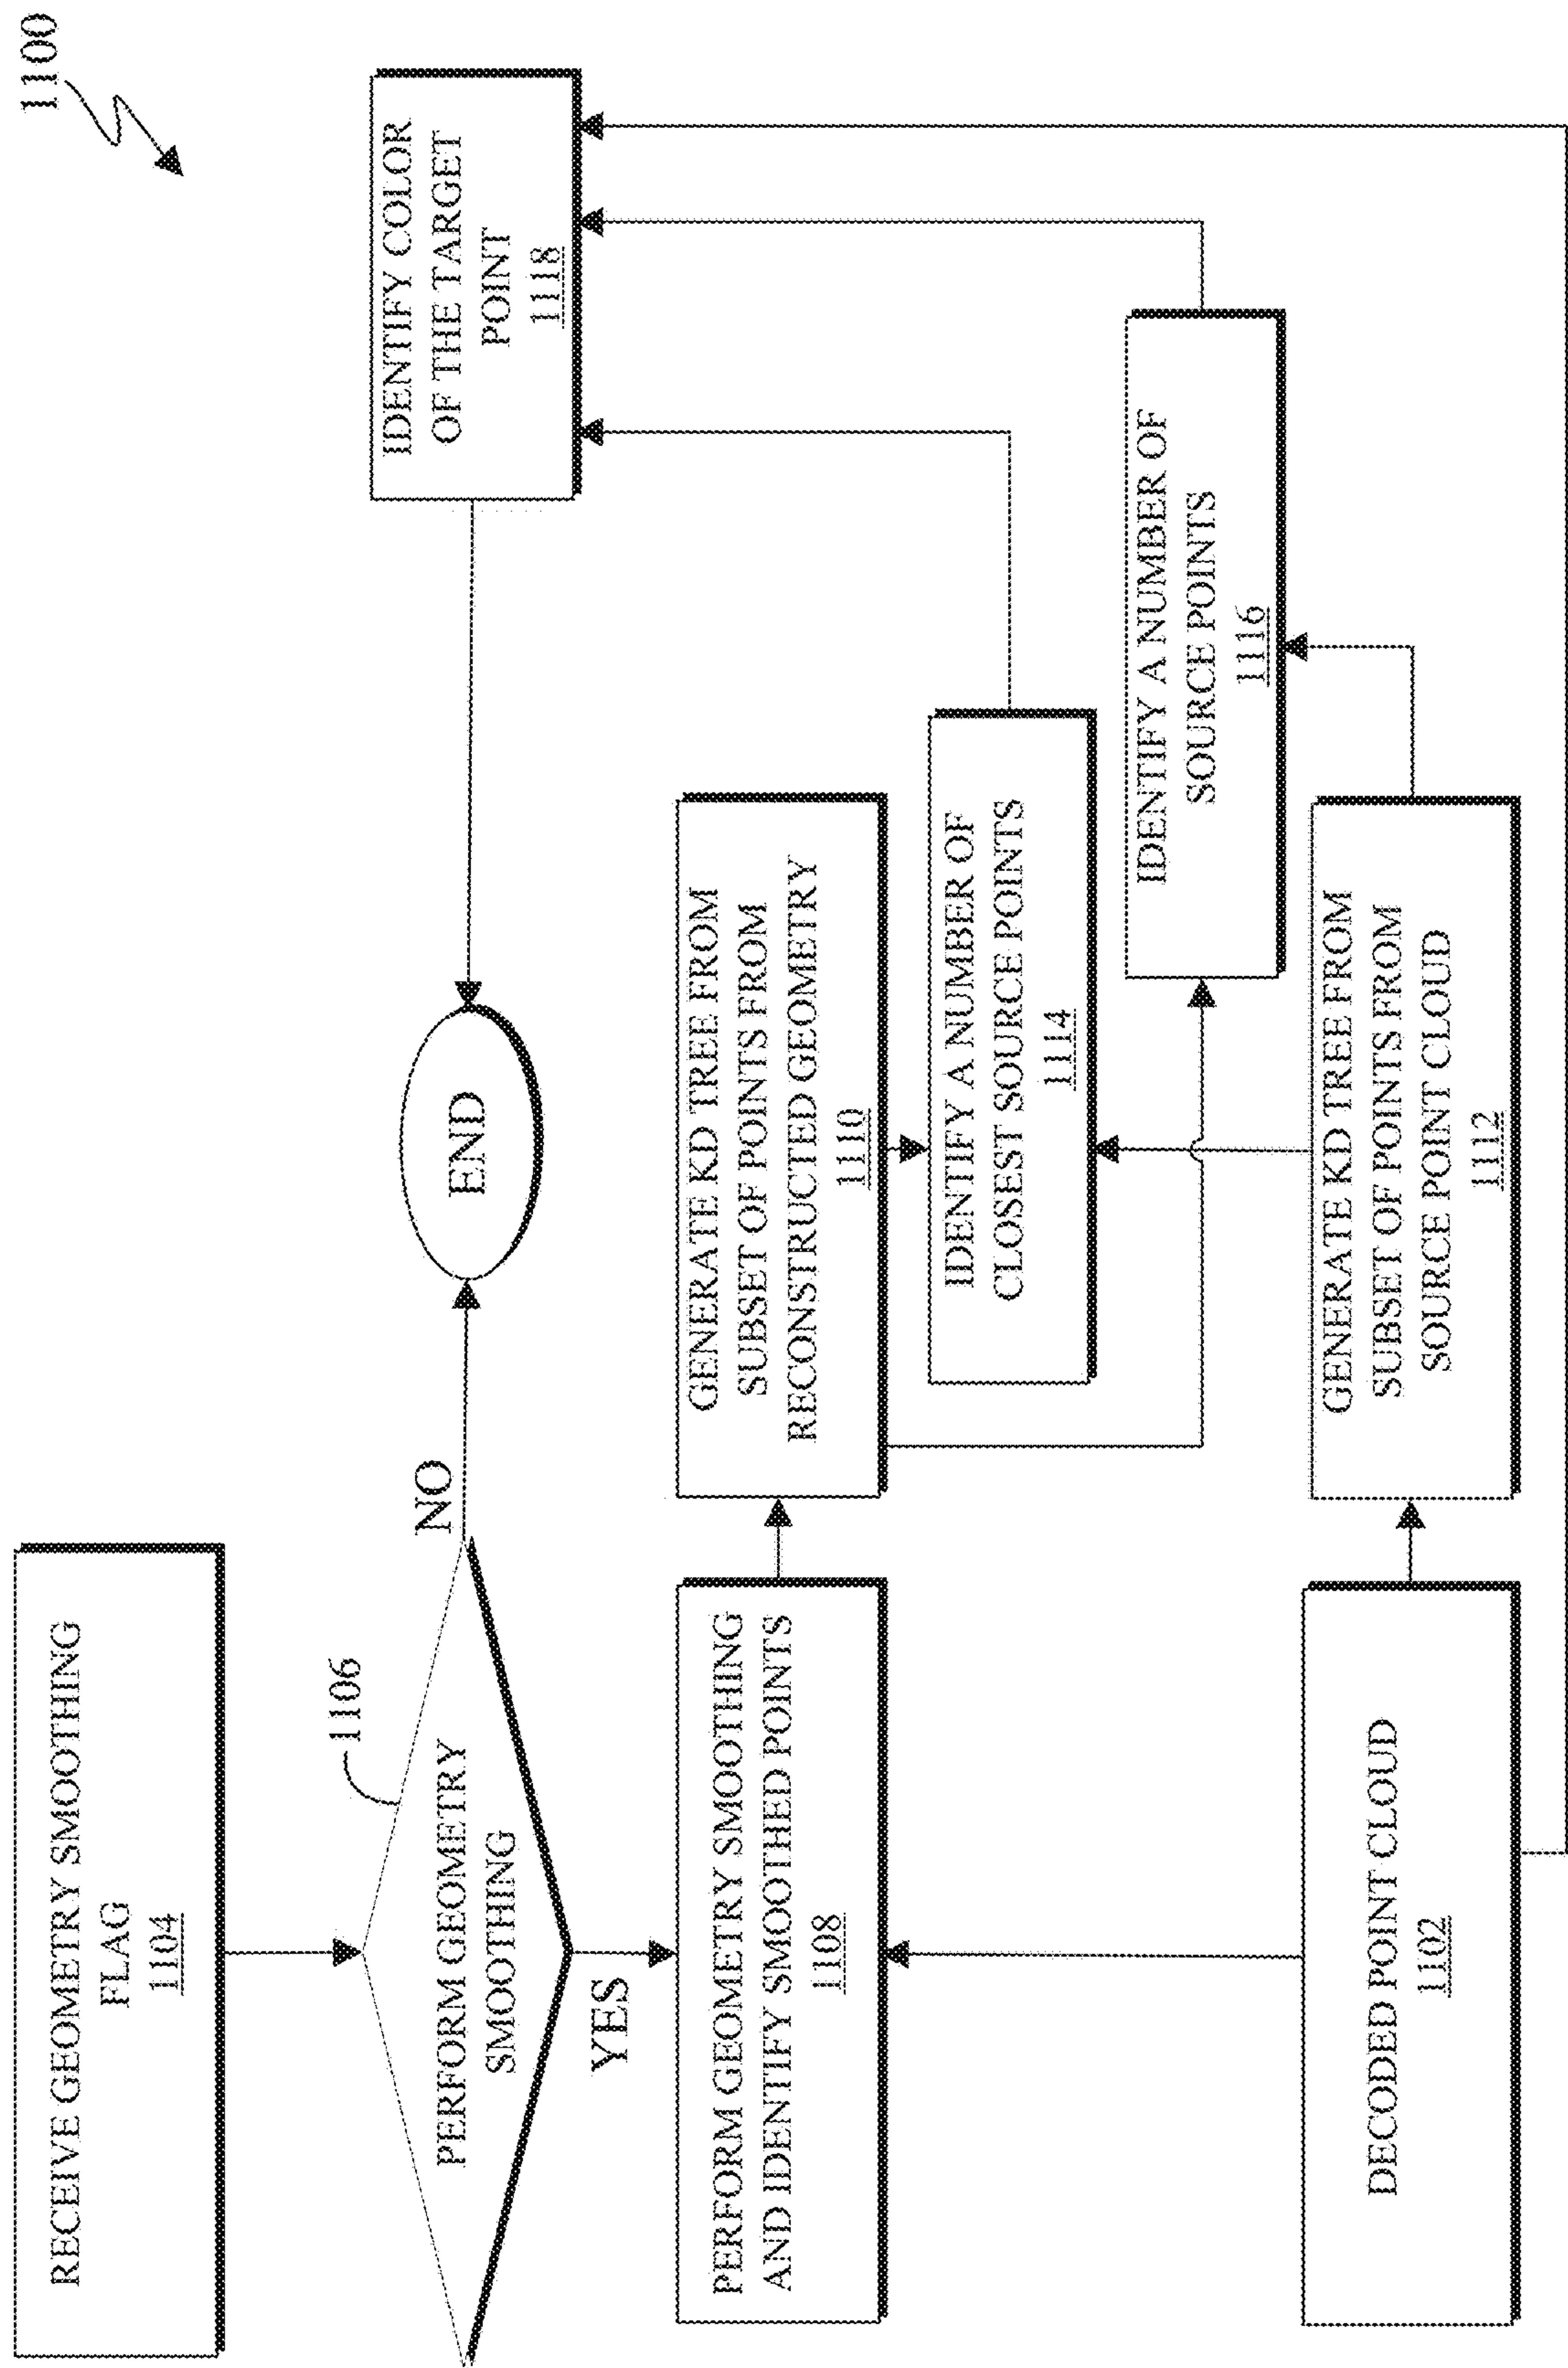 1100
RECEIVE GEOMETRY SMOOTHING
FLAG
1104
1106
PERFORM GEOMETRY
SMOOTHING
NO
END
YES
IDENTIFY COLOR
OF THE TARGET
POINT
1118
PERFORM GEOMETRY SMOOTHING
AND IDENTIFY SMOOTHED POINTS
1108
GENERATE KD TREE FROM
SUBSET OF POINTS FROM
RECONSTRUCTED GEOMETRY
1110
IDENTIFY A NUMBER OF
CLOSEST SOURCE POINTS
1114
IDENTIFY A NUMBER OF
SOURCE POINTS
1116
DECODED POINT CLOUD
1102
GENERATE KD TREE FROM
SUBSET OF POINTS FROM
SOURCE POINT CLOUD
1112